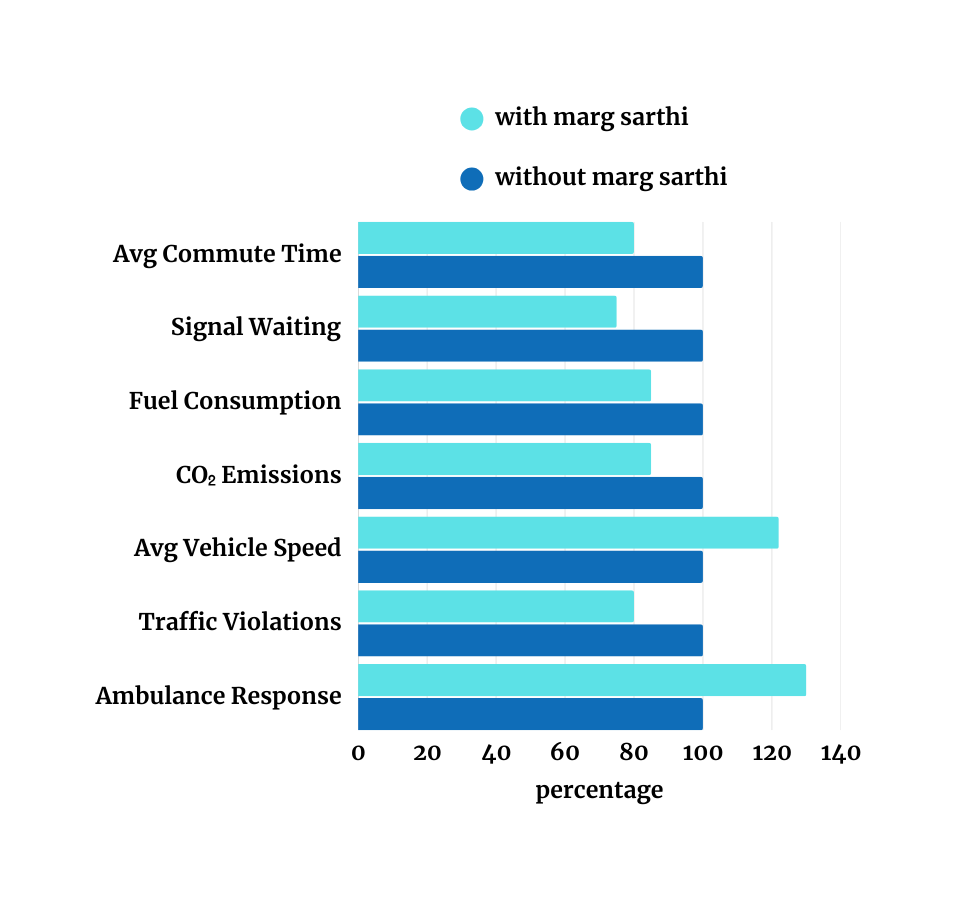 with marg sarthi
without marg sarthi
Avg Commute Time
Signal Waiting
Fuel Consumption
CO₂ Emissions
Avg Vehicle Speed
Traffic Violations
Ambulance Response
0 20 40 60 80 100 120 140
percentage